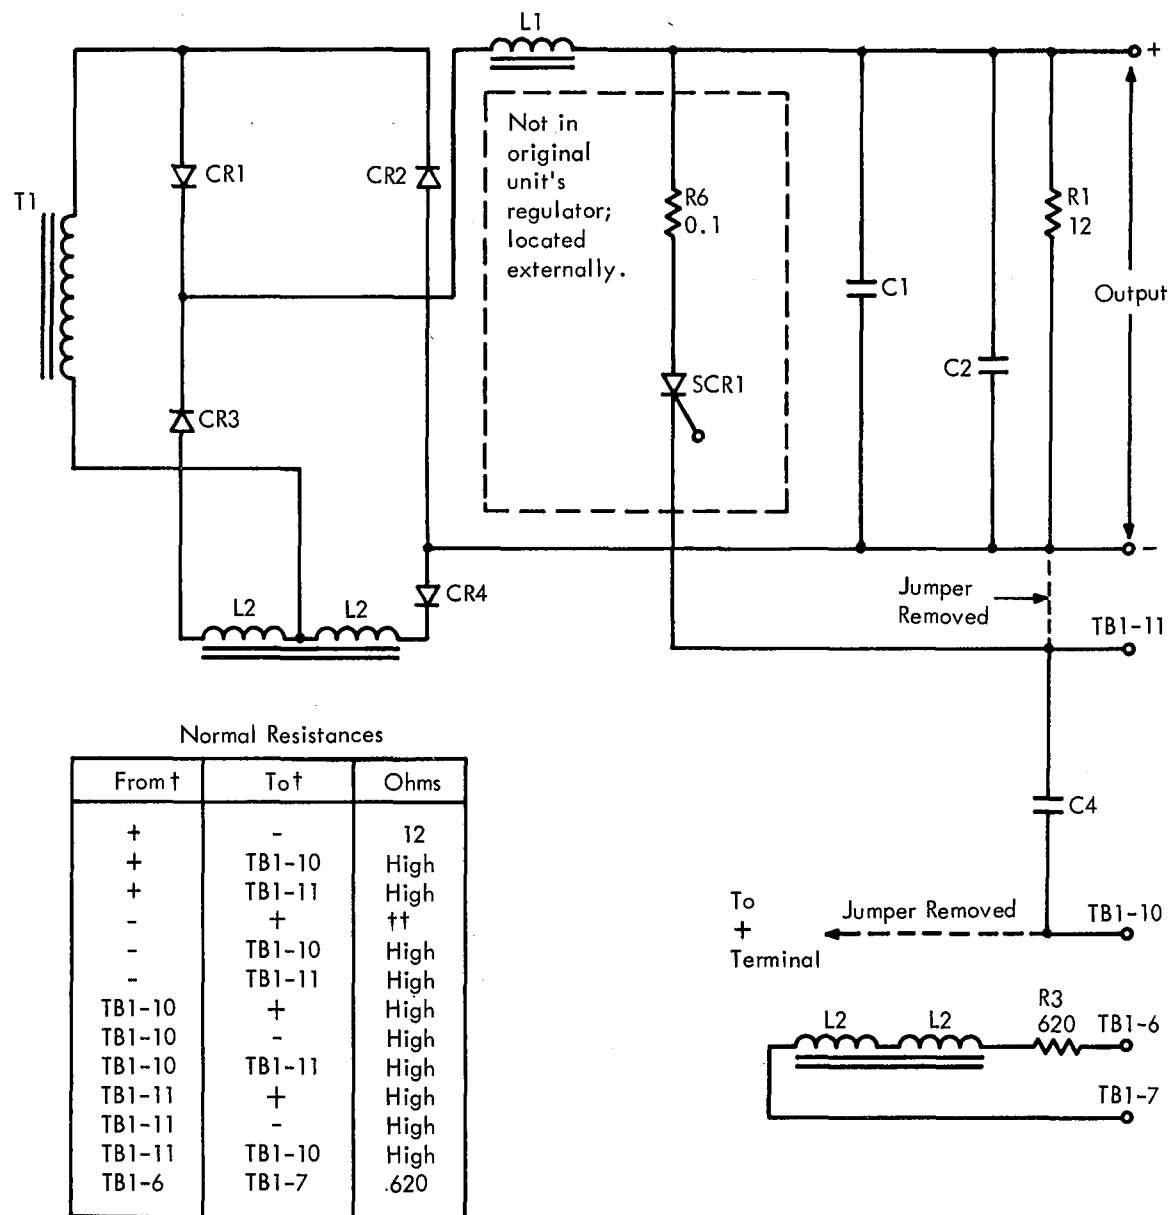 L1
+
Not in
original
unit's
regulator;
located
externally.
CR1
CR2
T1
R6
0.1
R1
12
C1
Output
C2
SCR1
CR3
-
CR4
Jumper
Removed
L2 L2
TB1-11
Normal Resistances
From † To † Ohms
+ - 12
+ TB1-10 High
+ TB1-11 High
- + ††
- TB1-10 High
- TB1-11 High
TB1-10 + High
TB1-10 - High
TB1-10 TB1-11 High
TB1-11 + High
TB1-11 - High
TB1-11 TB1-10 High
TB1-6 TB1-7 .620
C4
To
+
Terminal
Jumper Removed
TB1-10
L2 L2
R3
620
TB1-6
TB1-7